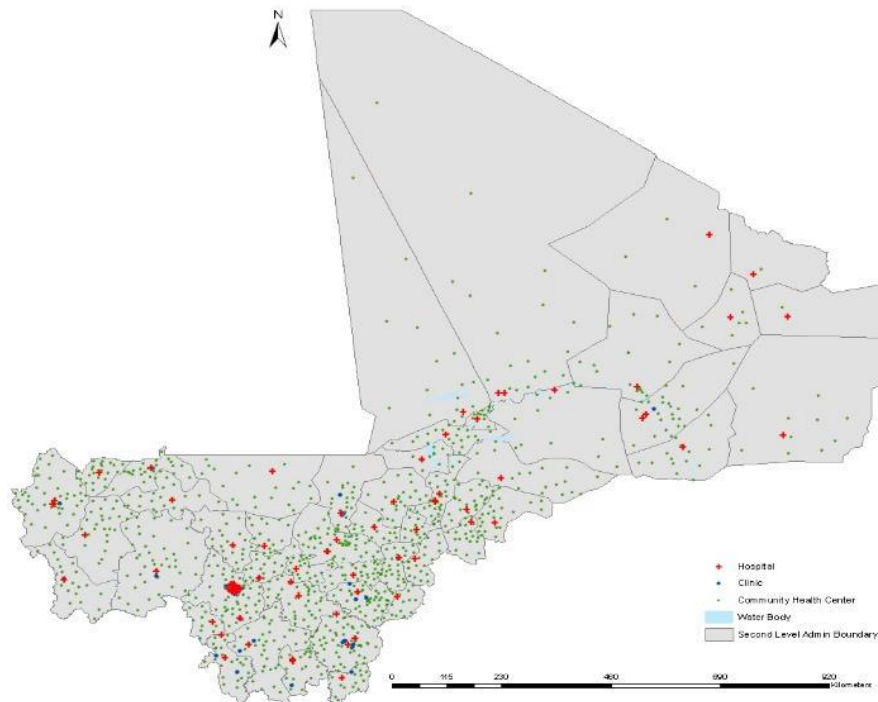 N
Hospital
Clinic
Community Health Center
Water Body
Second Level Admin Boundary
0 115 230 460 690 920
Kilometers